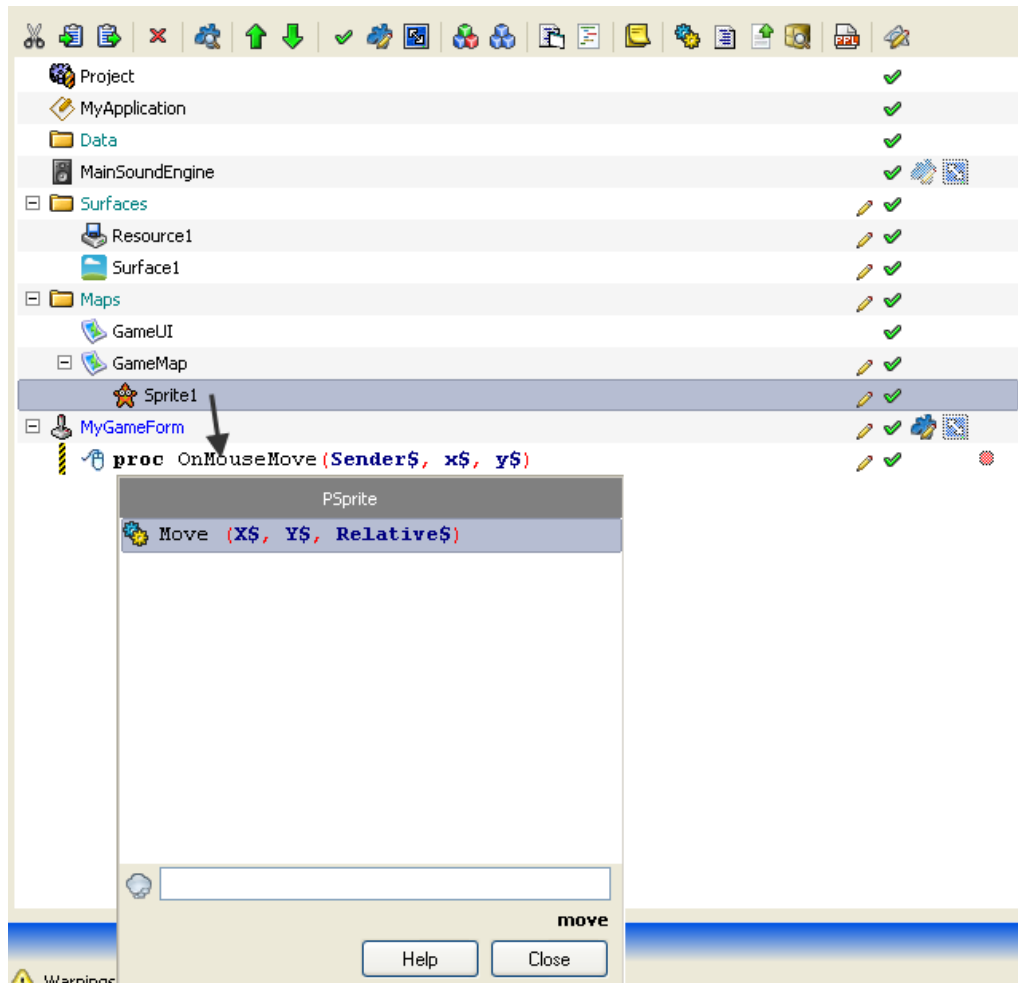 Project
MyApplication
Data
MainSoundEngine
Surfaces
Resource1
Surface1
Maps
GameUI
GameMap
Sprite1
MyGameForm
proc OnMouseMove(Sender$, x$, y$)
PSprite
Move (X$, Y$, Relative$)
move
Help Close
Warnings